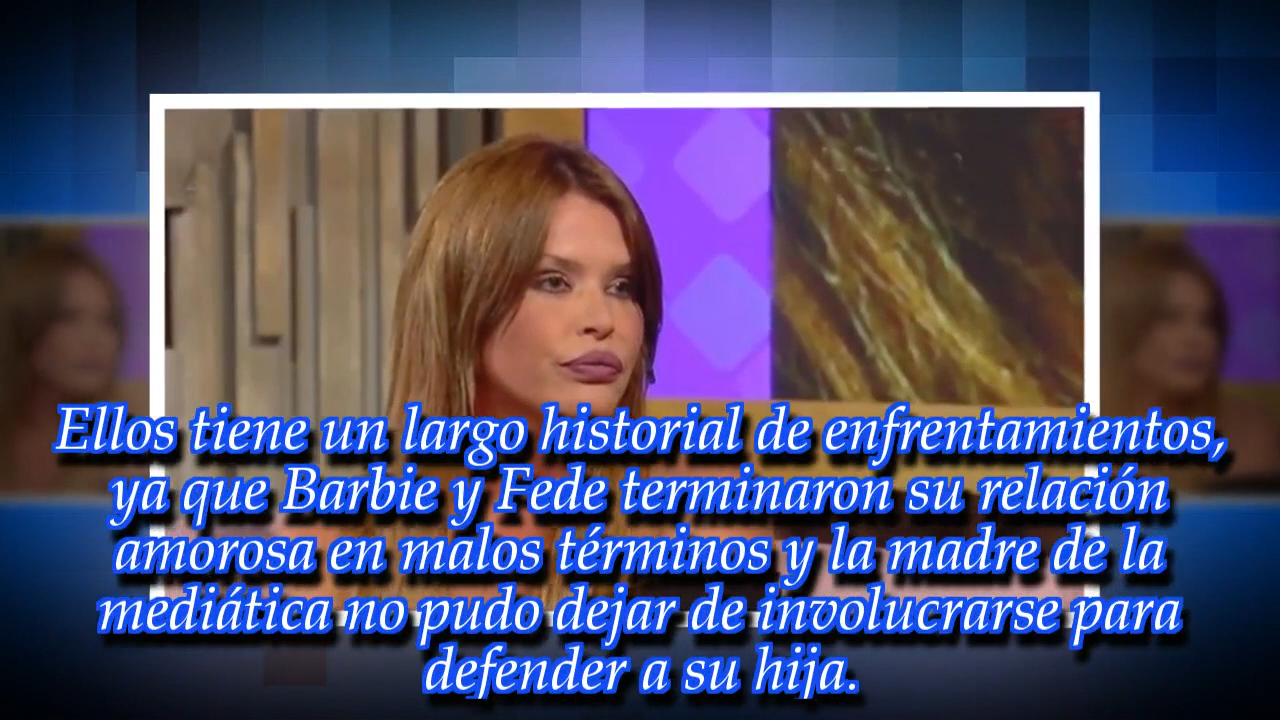 Ellos tiene un largo historial de enfrentamientos,
ya que Barbie y Fede terminaron su relación
amorosa en malos términos y la madre de la
mediática no pudo dejar de involucrarse para
defender a su hija.